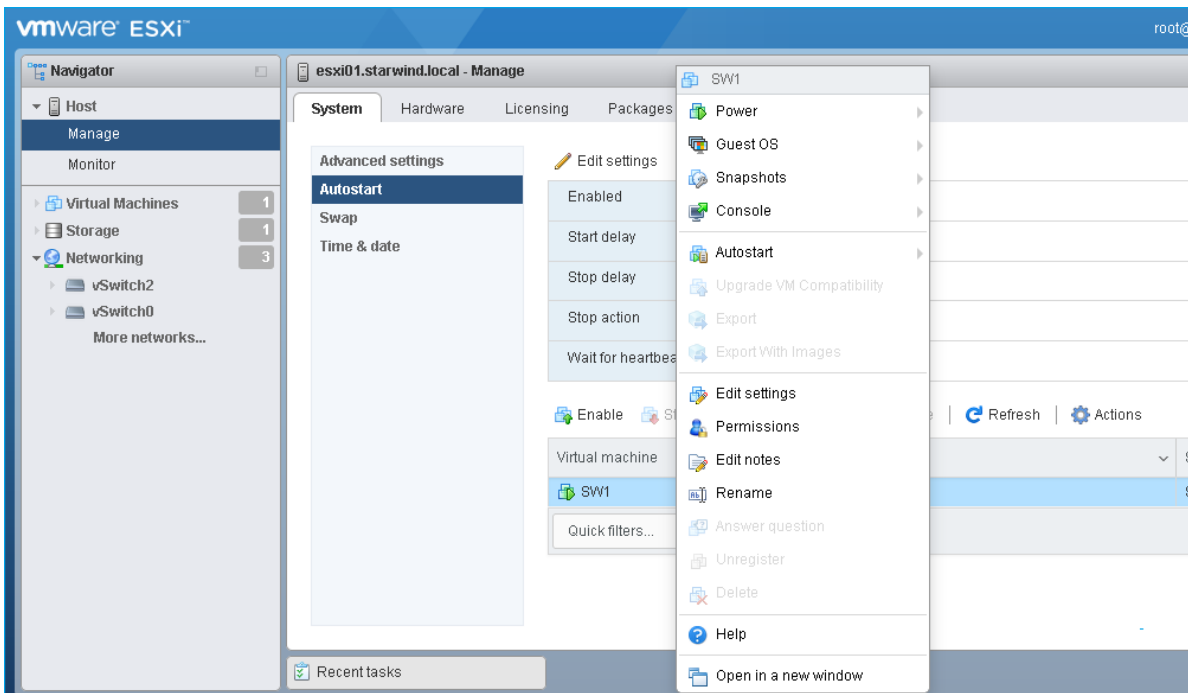 vmware ESXi™
root@
Navigator
Host
Manage
Monitor
Virtual Machines 1
Storage 1
Networking 3
vSwitch2
vSwitch0
More networks...
esxi01.starwind.local - Manage
System Hardware Licensing Packages
Advanced settings
Autostart
Swap
Time & date
Edit settings
Enabled
Start delay
Stop delay
Stop action
Wait for heartbea
Enable Refresh Actions
Virtual machine
SW1
Quick filters...
SW1
Power
Guest OS
Snapshots
Console
Autostart
Upgrade VM Compatibility
Export
Export With Images
Edit settings
Permissions
Edit notes
Rename
Answer question
Unregister
Delete
Help
Open in a new window
Recent tasks